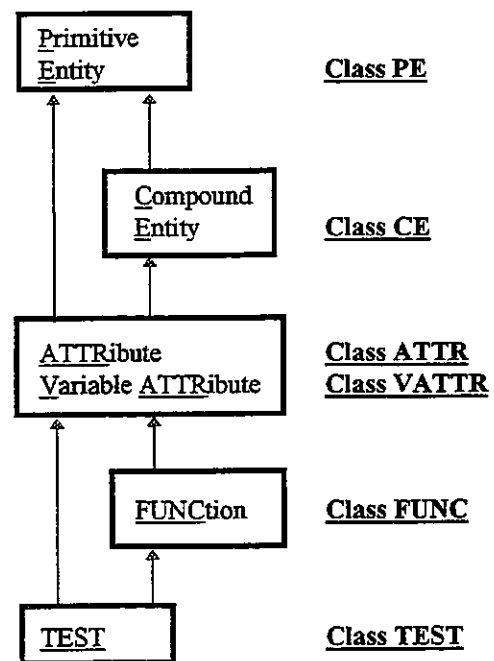 Primitive
Entity
Class PE
Compound
Entity
Class CE
ATTRibute
Variable ATTRibute
Class ATTR
Class VATTR
FUNCtion
Class FUNC
TEST
Class TEST